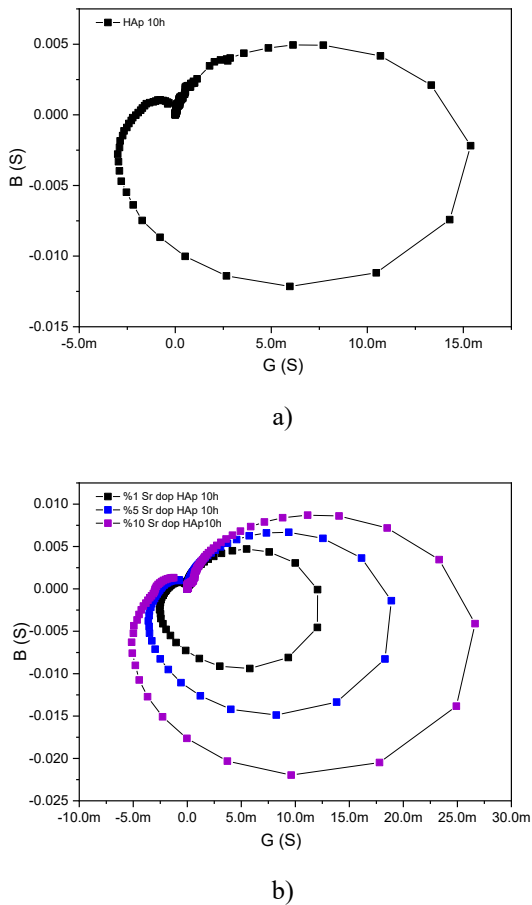 HAp 10h
0.005
0.000
-0.005
-0.010
-0.015
B (S)
-5.0m 0.0 5.0m 10.0m 15.0m
G (S)
a)
%1 Sr dop HAp 10h
%5 Sr dop HAp 10h
%10 Sr dop HAp10h
0.010
0.005
0.000
-0.005
-0.010
-0.015
-0.020
-0.025
B (S)
-10.0m -5.0m 0.0 5.0m 10.0m 15.0m 20.0m 25.0m 30.0m
G (S)
b)